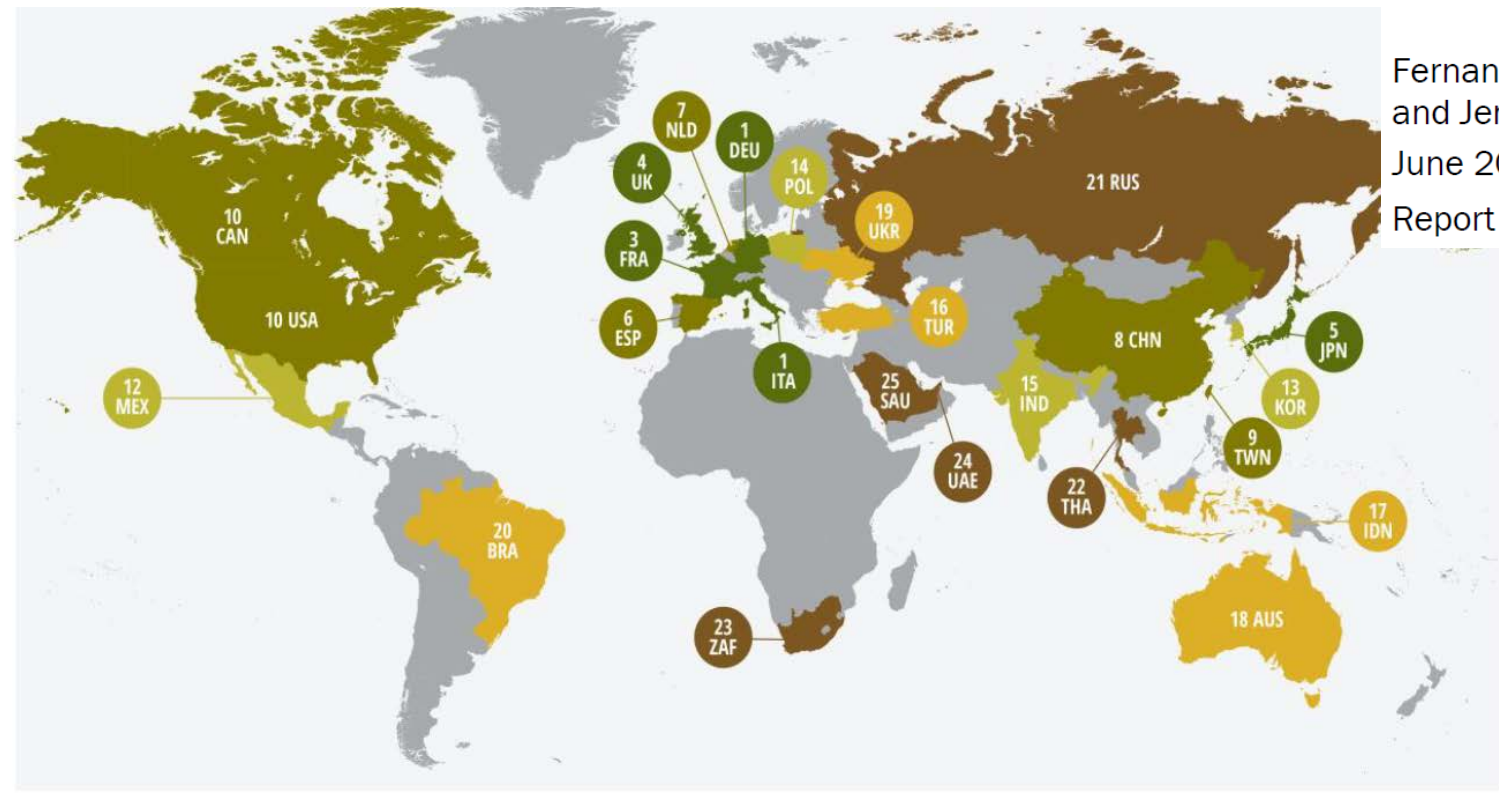 Fernan
and Jer
June 20
Report
7
NLD
1
DEU
4
UK
14
POL
21 RUS
10
CAN
19
UKR
3
FRA
10 USA
6
ESP
16
TUR
8 CHN
5
JPN
1
ITA
12
MEX
25
SAU
15
IND
13
KOR
9
TWN
24
UAE
22
THA
17
IDN
20
BRA
18 AUS
23
ZAF